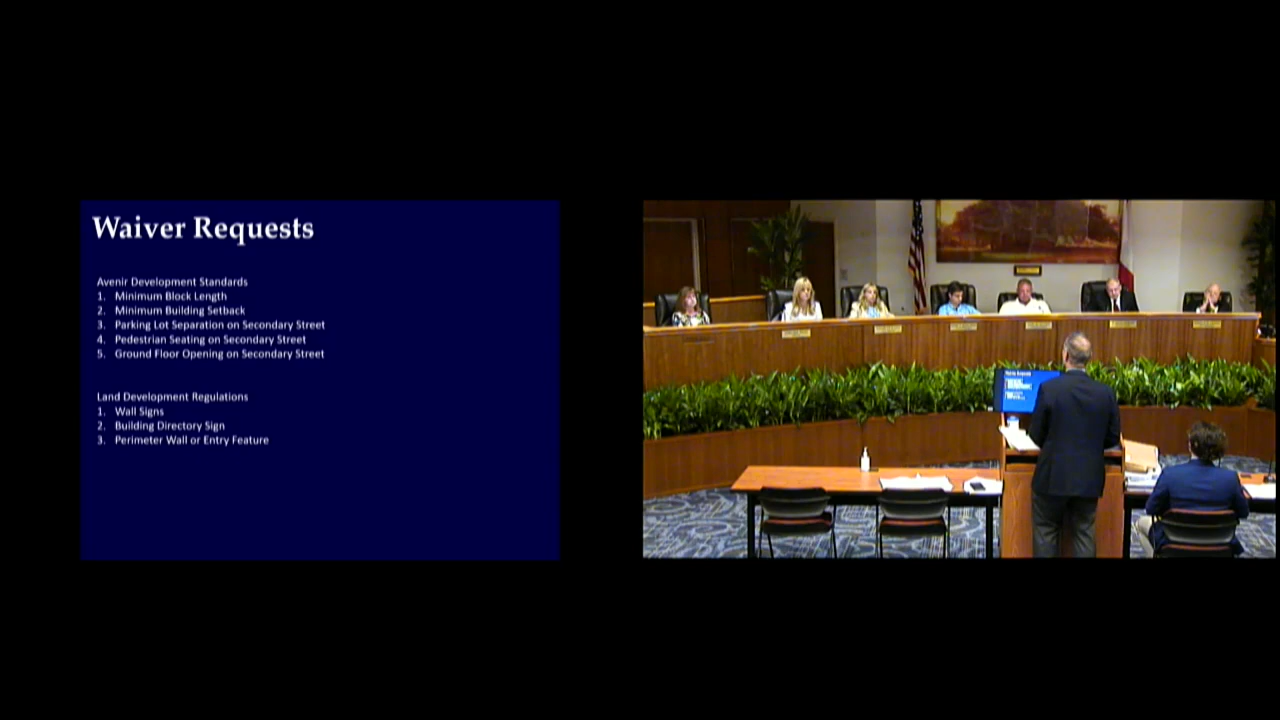 Waiver Requests
Avenir Development Standards
1. Minimum Block Length
2. Minimum Building Setback
3. Parking Lot Separation on Secondary Street
4. Pedestrian Seating on Secondary Street
5. Ground Floor Opening on Secondary Street
Land Development Regulations
1. Wall Signs
2. Building Directory Sign
3. Perimeter Wall or Entry Feature